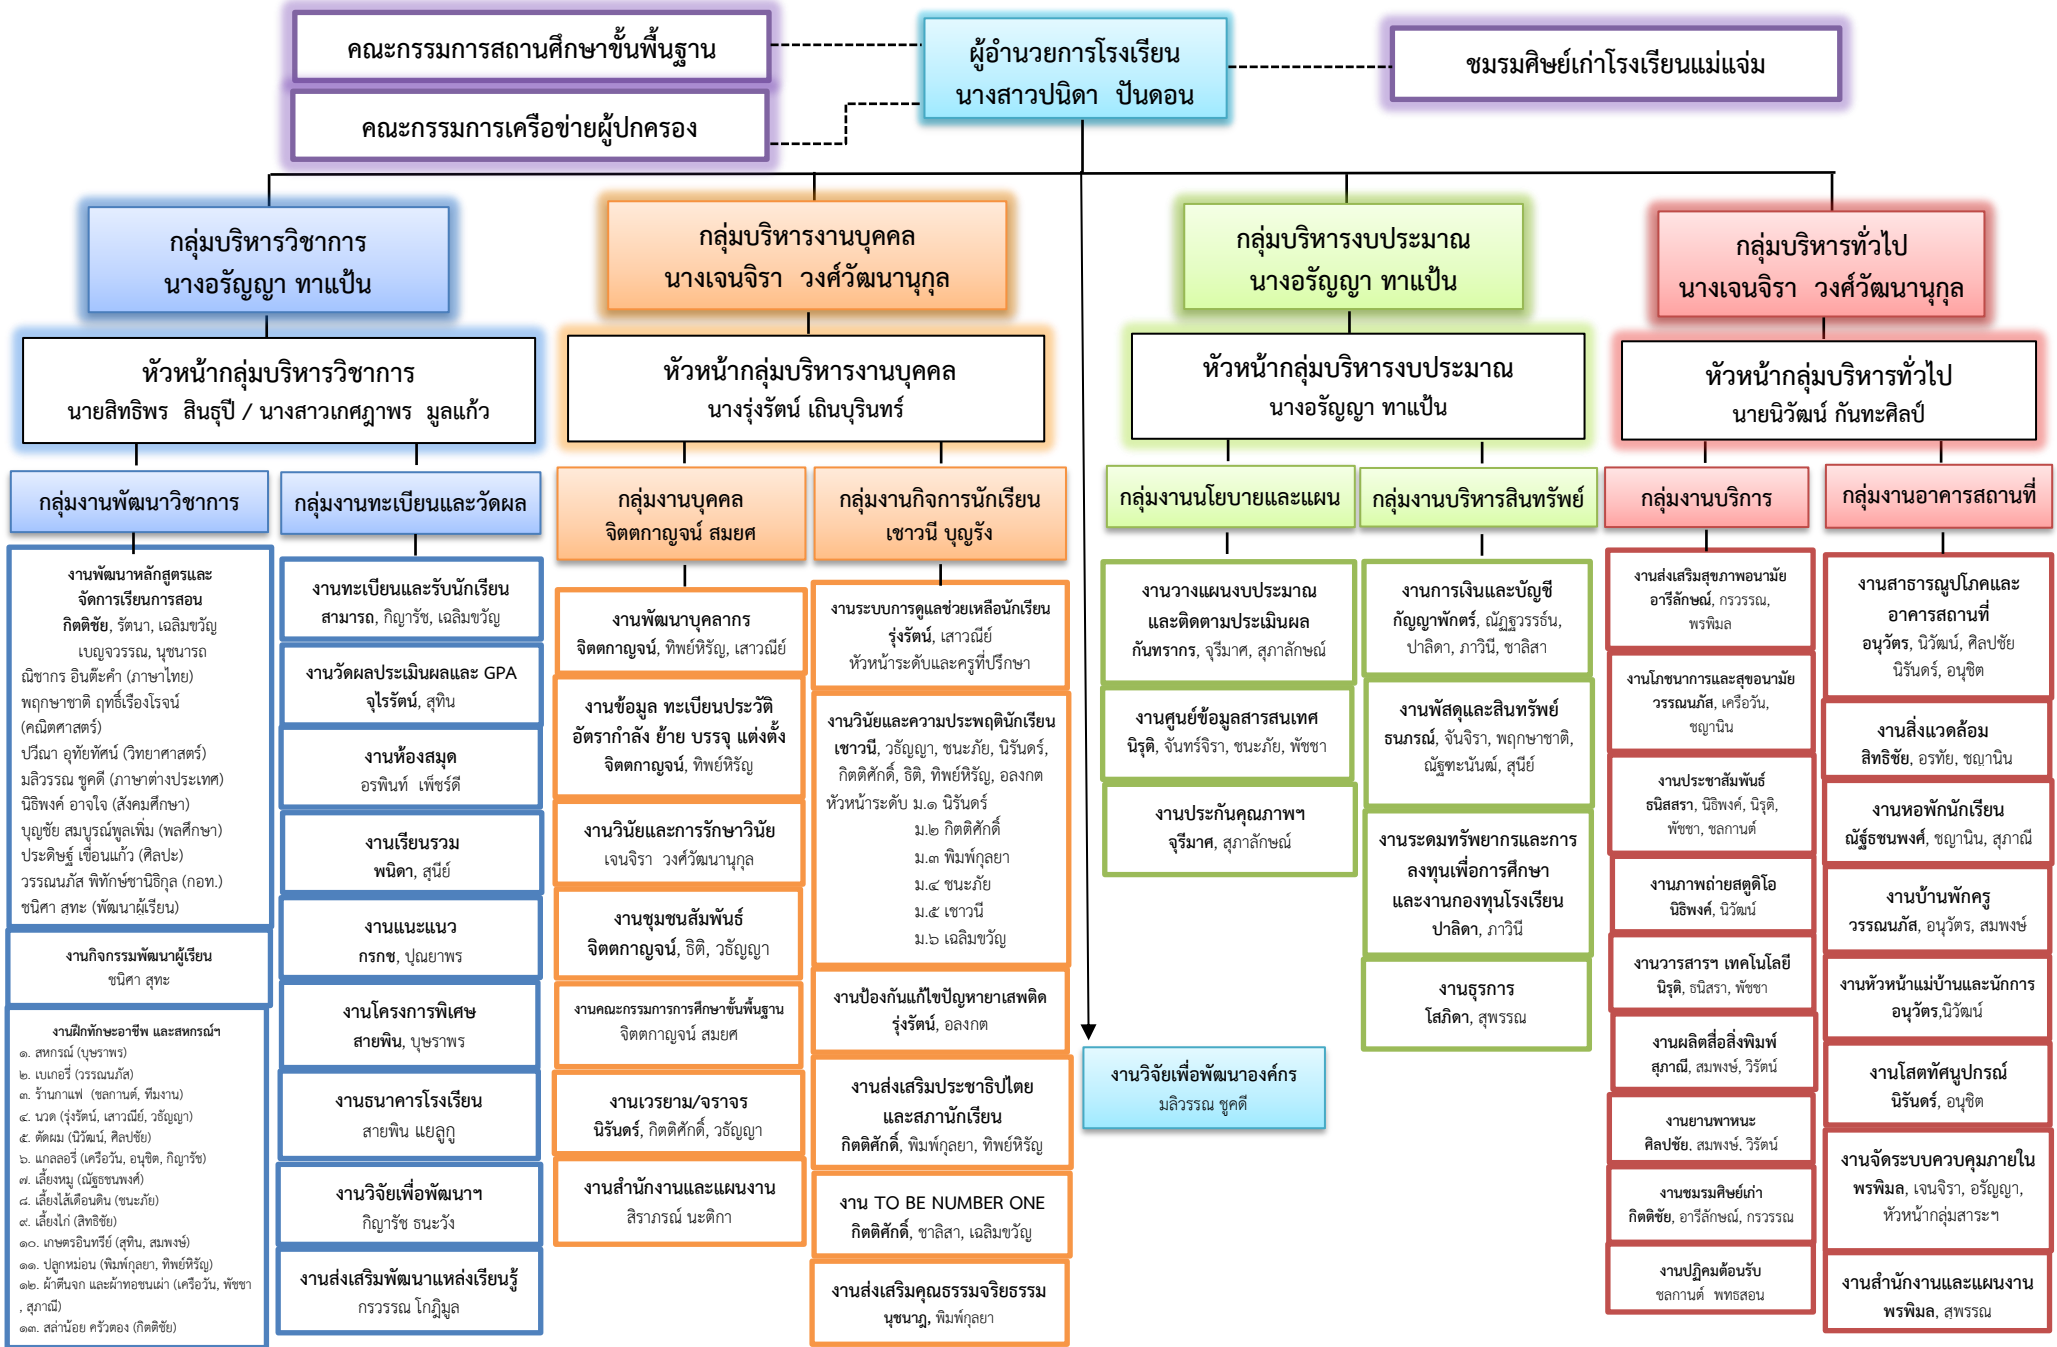 คณะกรรมการสถานศึกษาขั้นพื้นฐาน
คณะกรรมการเครือข่ายผู้ปกครอง
ผู้อำนวยการโรงเรียน
นางสาวปนิดา ปันดอน
ชมรมศิษย์เก่าโรงเรียนแม่แจ่ม
กลุ่มบริหารวิชาการ
นางอรัญญา ทาแป้น
หัวหน้ากลุ่มบริหารวิชาการ
นายสิทธิพร สินธุปี / นางสาวเกศฎาพร มูลแก้ว
กลุ่มงานพัฒนาวิชาการ
งานพัฒนาหลักสูตรและ
จัดการเรียนการสอน
กิตติชัย, รัตนา, เฉลิมขวัญ
เบญจวรรณ, นุชนารถ
ณิชากร อินต๊ะคำ (ภาษาไทย)
พฤกษาชาติ ฤทธิ์เรืองโรจน์
(คณิตศาสตร์)
ปวีณา อุทัยทัศน์ (วิทยาศาสตร์)
มลิวรรณ ชูคดี (ภาษาต่างประเทศ)
นิธิพงค์ อาจใจ (สังคมศึกษา)
บุญชัย สมบูรณ์พูลเพิ่ม (พลศึกษา)
ประดิษฐ์ เขื่อนแก้ว (ศิลปะ)
วรรณนภัส พิทักษ์ชานิธิกุล (กอท.)
ชนิศา สุทะ (พัฒนาผู้เรียน)
งานกิจกรรมพัฒนาผู้เรียน
ชนิศา สุทะ
งานฝึกทักษะอาชีพ และสหกรณ์ฯ
๑. สหกรณ์ (บุษราพร)
๒. เบเกอรี่ (วรรณนภัส)
๓. ร้านกาแฟ (ชลกานต์, ทีมงาน)
๔. นวด (รุ่งรัตน์, เสาวณีย์, วธัญญา)
๕. ตัดผม (นิวัฒน์, ศิลปชัย)
๖. แกลลอรี่ (เครือวัน, อนุชิต, กิญารัช)
๗. เลี้ยงหมู (ณัฐธชนพงศ์)
๘. เลี้ยงไส้เดือนดิน (ชนะภัย)
๙. เลี้ยงไก่ (สิทธิชัย)
๑๐. เกษตรอินทรีย์ (สุทิน, สมพงษ์)
๑๑. ปลูกหม่อน (พิมพ์กุลยา, ทิพย์หิรัญ)
๑๒. ผ้าตีนจก และผ้าทอชนเผ่า (เครือวัน, พัชชา
, สุภาณี)
๑๓. สล่าน้อย ครัวตอง (กิตติชัย)
กลุ่มงานทะเบียนและวัดผล
งานทะเบียนและรับนักเรียน
สามารถ, กิญารัช, เฉลิมขวัญ
งานวัดผลประเมินผลและ GPA
จุไรรัตน์, สุทิน
งานห้องสมุด
อรพินท์ เพ็ชร์ดี
งานเรียนรวม
พนิดา, สุนีย์
งานแนะแนว
กรกช, ปุณยาพร
งานโครงการพิเศษ
สายพิน, บุษราพร
งานธนาคารโรงเรียน
สายพิน แยลูกู
งานวิจัยเพื่อพัฒนาฯ
กิญารัช ธนะวัง
งานส่งเสริมพัฒนาแหล่งเรียนรู้
กรวรรณ โกฎิมูล
กลุ่มบริหารงานบุคคล
นางเจนจิรา วงศ์วัฒนานุกูล
หัวหน้ากลุ่มบริหารงานบุคคล
นางรุ่งรัตน์ เถินบุรินทร์
กลุ่มงานบุคคล
จิตตกาญจน์ สมยศ
งานพัฒนาบุคลากร
จิตตกาญจน์, ทิพย์หิรัญ, เสาวณีย์
งานข้อมูล ทะเบียนประวัติ
อัตรากำลัง ย้าย บรรจุ แต่งตั้ง
จิตตกาญจน์, ทิพย์หิรัญ
งานวินัยและการรักษาวินัย
เจนจิรา วงศ์วัฒนานุกูล
งานชุมชนสัมพันธ์
จิตตกาญจน์, ธิติ, วธัญญา
งานคณะกรรมการการศึกษาขั้นพื้นฐาน
จิตตกาญจน์ สมยศ
งานเวรยาม/จราจร
นิรันดร์, กิตติศักดิ์, วธัญญา
งานสำนักงานและแผนงาน
สิราภรณ์ นะติกา
กลุ่มงานกิจการนักเรียน
เชาวนี บุญรัง
งานระบบการดูแลช่วยเหลือนักเรียน
รุ่งรัตน์, เสาวณีย์
หัวหน้าระดับและครูที่ปรึกษา
งานวินัยและความประพฤตินักเรียน
เชาวนี, วธัญญา, ชนะภัย, นิรันดร์,
กิตติศักดิ์, ธิติ, ทิพย์หิรัญ, อลงกต
หัวหน้าระดับ ม.๑ นิรันดร์
ม.๒ กิตติศักดิ์
ม.๓ พิมพ์กุลยา
ม.๔ ชนะภัย
ม.๕ เชาวนี
ม.๖ เฉลิมขวัญ
งานป้องกันแก้ไขปัญหายาเสพติด
รุ่งรัตน์, อลงกต
งานส่งเสริมประชาธิปไตย
และสภานักเรียน
กิตติศักดิ์, พิมพ์กุลยา, ทิพย์หิรัญ
งาน TO BE NUMBER ONE
กิตติศักดิ์, ชาลิสา, เฉลิมขวัญ
งานส่งเสริมคุณธรรมจริยธรรม
นุชนาฎ, พิมพ์กุลยา
งานวิจัยเพื่อพัฒนาองค์กร
มลิวรรณ ชูคดี
กลุ่มบริหารงบประมาณ
นางอรัญญา ทาแป้น
หัวหน้ากลุ่มบริหารงบประมาณ
นางอรัญญา ทาแป้น
กลุ่มงานนโยบายและแผน
งานวางแผนงบประมาณ
และติดตามประเมินผล
กันทรากร, จุรีมาศ, สุภาลักษณ์
งานศูนย์ข้อมูลสารสนเทศ
นิรุติ, จันทร์จิรา, ชนะภัย, พัชชา
งานประกันคุณภาพฯ
จุรีมาศ, สุภาลักษณ์
กลุ่มงานบริหารสินทรัพย์
งานการเงินและบัญชี
กัญญาพักตร์, ณัฏฐวรรธ์น,
ปาลิดา, ภาวินี, ชาลิสา
งานพัสดุและสินทรัพย์
ธนภรณ์, จันจิรา, พฤกษาชาติ,
ณัฐฑะนันฒ์, สุนีย์
งานระดมทรัพยากรและการ
ลงทุนเพื่อการศึกษา
และงานกองทุนโรงเรียน
ปาลิดา, ภาวินี
งานธุรการ
โสภิดา, สุพรรณ
กลุ่มบริหารทั่วไป
นางเจนจิรา วงศ์วัฒนานุกูล
หัวหน้ากลุ่มบริหารทั่วไป
นายนิวัฒน์ กันทะศิลป์
กลุ่มงานบริการ
งานส่งเสริมสุขภาพอนามัย
อารีลักษณ์, กรวรรณ,
พรพิมล
งานโภชนาการและสุขอนามัย
วรรณนภัส, เครือวัน,
ชญานิน
งานประชาสัมพันธ์
ธนิสสรา, นิธิพงค์, นิรุติ,
พัชชา, ชลกานต์
งานภาพถ่ายสตูดิโอ
นิธิพงค์, นิวัฒน์
งานวารสารฯ เทคโนโลยี
นิรุติ, ธนิสรา, พัชชา
งานผลิตสื่อสิ่งพิมพ์
สุภาณี, สมพงษ์, วิรัตน์
งานยานพาหนะ
ศิลปชัย, สมพงษ์, วิรัตน์
งานชมรมศิษย์เก่า
กิตติชัย, อารีลักษณ์, กรวรรณ
งานปฏิคมต้อนรับ
ชลกานต์ พทธสอน
กลุ่มงานอาคารสถานที่
งานสาธารณูปโภคและ
อาคารสถานที่
อนุวัตร, นิวัฒน์, ศิลปชัย
นิรันดร์, อนุชิต
งานสิ่งแวดล้อม
สิทธิชัย, อรทัย, ชญานิน
งานหอพักนักเรียน
ณัฐ์ธชนพงศ์, ชญานิน, สุภาณี
งานบ้านพักครู
วรรณนภัส, อนุวัตร, สมพงษ์
งานหัวหน้าแม่บ้านและนักการ
อนุวัตร,นิวัฒน์
งานโสตทัศนูปกรณ์
นิรันดร์, อนุชิต
งานจัดระบบควบคุมภายใน
พรพิมล, เจนจิรา, อรัญญา,
หัวหน้ากลุ่มสาระฯ
งานสำนักงานและแผนงาน
พรพิมล, สุพรรณ